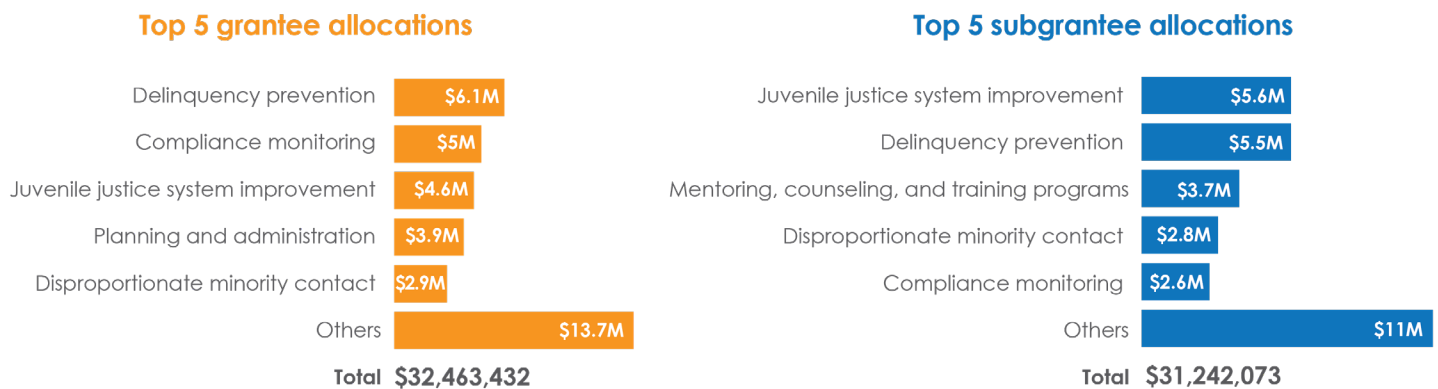 Top 5 grantee allocations
Delinquency prevention $6.1M
Compliance monitoring $5M
Juvenile justice system improvement $4.6M
Planning and administration $3.9M
Disproportionate minority contact $2.9M
Others $13.7M
Total $32,463,432
Top 5 subgrantee allocations
Juvenile justice system improvement $5.6M
Delinquency prevention $5.5M
Mentoring, counseling, and training programs $3.7M
Disproportionate minority contact $2.8M
Compliance monitoring $2.6M
Others $11M
Total $31,242,073